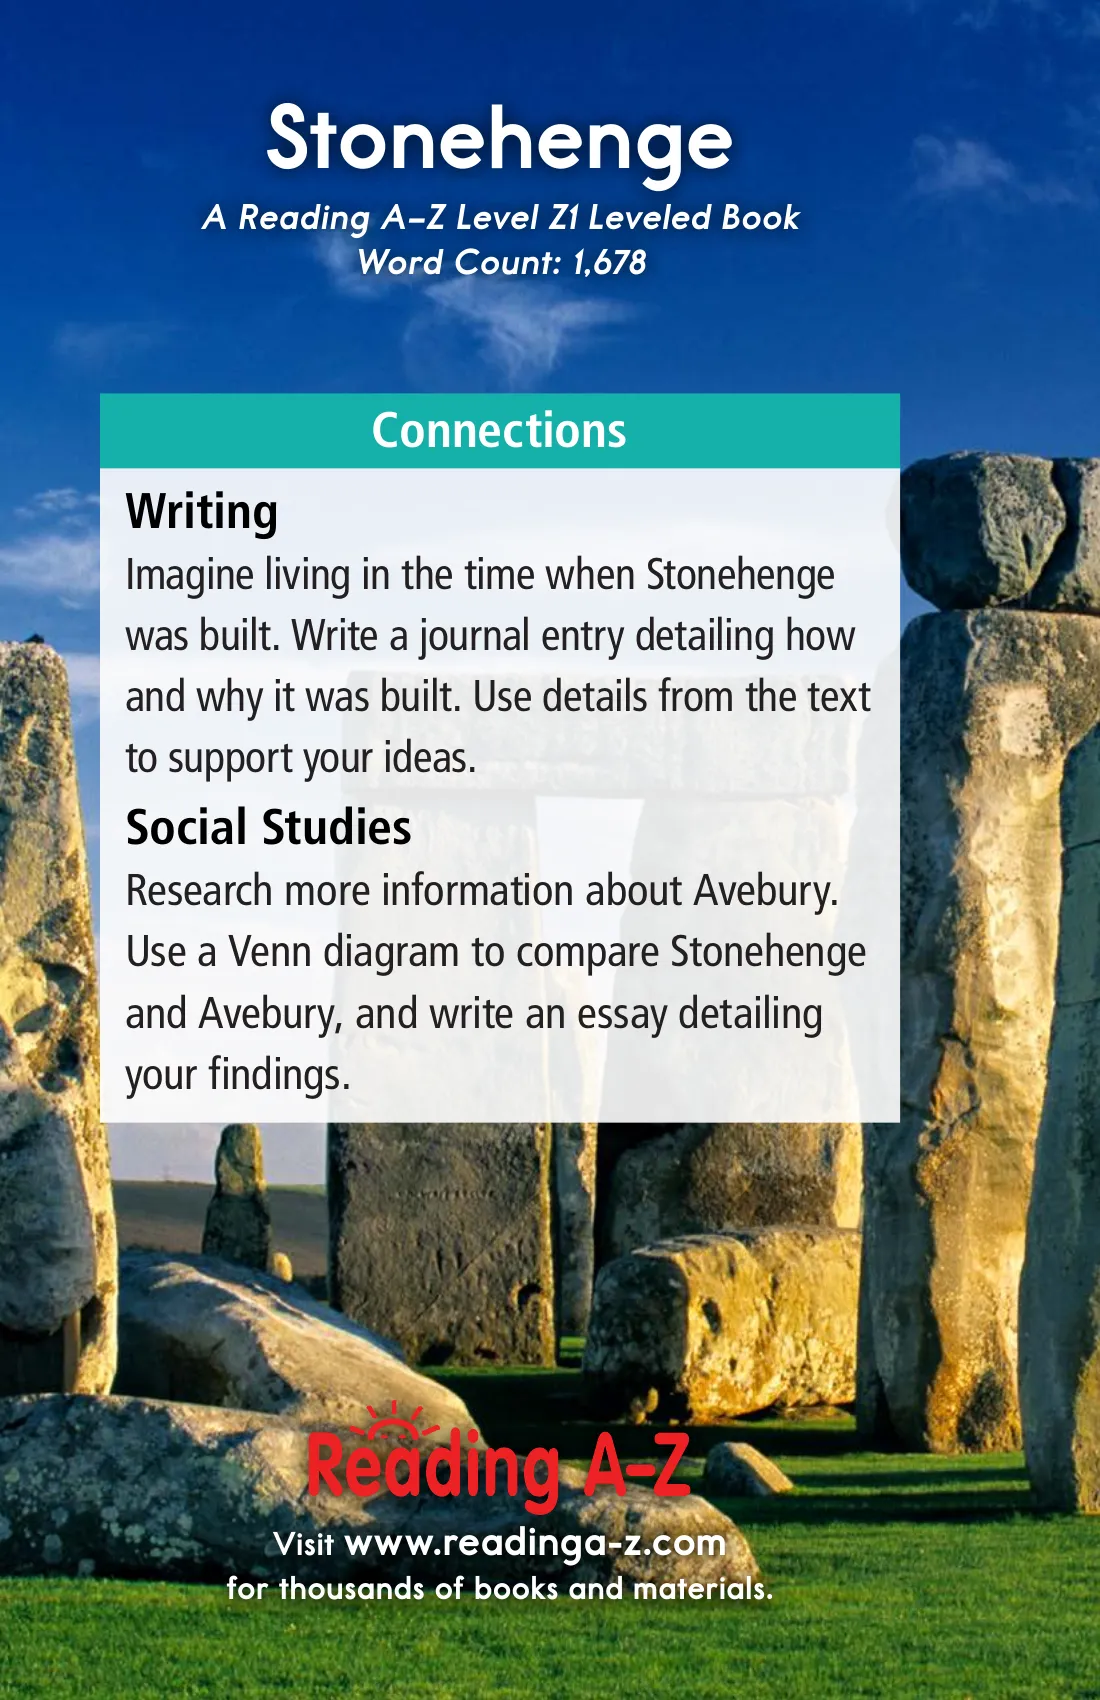 Stonehenge
A Reading A–Z Level Z1 Leveled Book
Word Count: 1,678
Connections
Writing
Imagine living in the time when Stonehenge
was built. Write a journal entry detailing how
and why it was built. Use details from the text
to support your ideas.
Social Studies
Research more information about Avebury.
Use a Venn diagram to compare Stonehenge
and Avebury, and write an essay detailing
your findings.
Reading A–Z
Visit www.readinga-z.com
for thousands of books and materials.